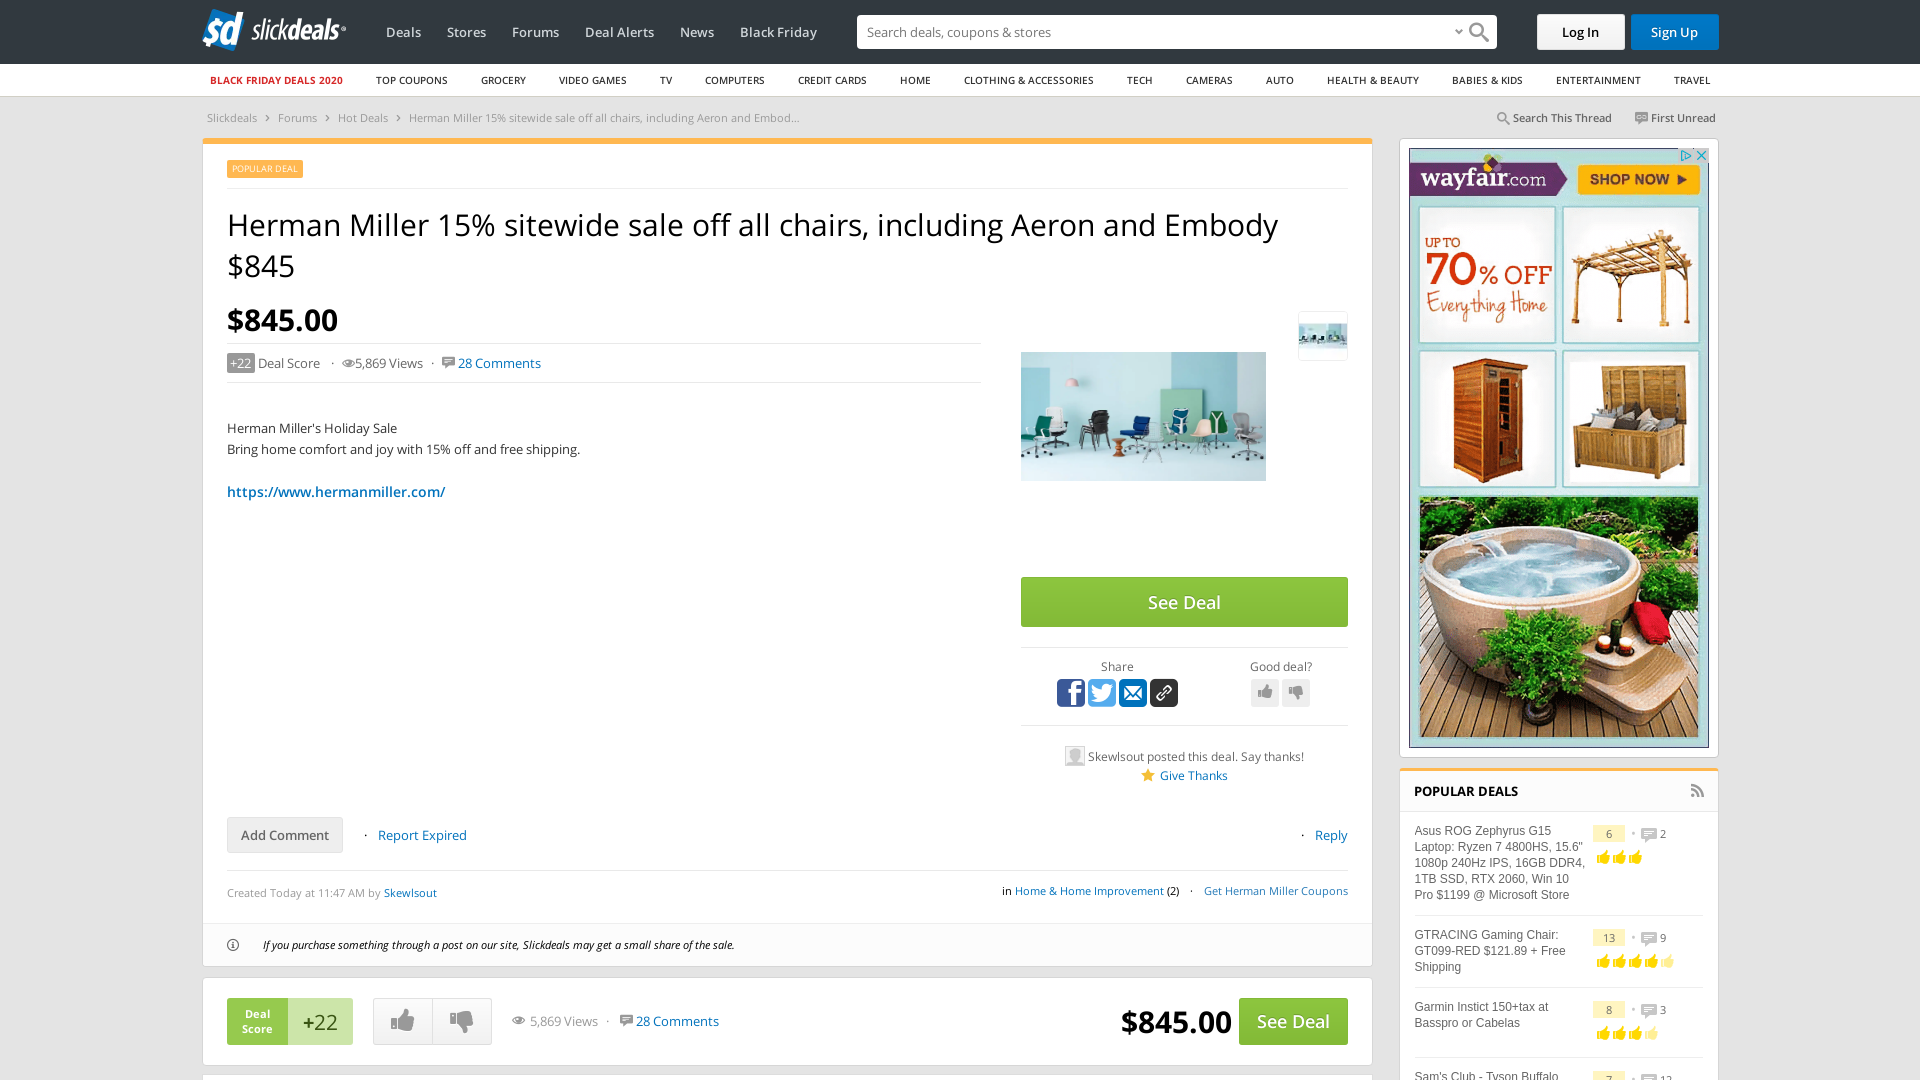 sd slickdeals
Deals
Stores
Forums
Deal Alerts
News
Black Friday
Search deals, coupons & shops
Log In
Sign Up
BLACK FRIDAY DEALS 2020
TOP COUPONS
GROCERY
VIDEO GAMES
TV
COMPUTERS
CREDIT CARDS
HOME
CLOTHING & ACCESSORIES
TECH
CAMERAS
AUTO
HEALTH & BEAUTY
BABIES & KIDS
ENTERTAINMENT
TRAVEL
Slickdeals › Forums › Hot Deals › Herman Miller 15% sitewide sale off all chairs, including Aeron and Embod...
Search This Thread
First Unread
POPULAR DEAL
Herman Miller 15% sitewide sale off all chairs, including Aeron and Embody
$845
$845.00
+22 Deal Score · 5,869 Views · 28 Comments
Herman Miller's Holiday Sale
Bring home comfort and joy with 15% off and free shipping.
https://www.hermanmiller.com/
See Deal
Share
Good deal?
Skewlsout posted this deal. Say thanks!
Give Thanks
Add Comment
· Report Expired
· Reply
Created Today at 11:47 AM by Skewlsout
in Home & Home Improvement (2) · Get Herman Miller Coupons
If you purchase something through a post on our site, Slickdeals may get a small share of the sale.
Deal
Score
+22
5,869 Views · 28 Comments
$845.00
See Deal
wayfair.com
SHOP NOW
UP TO
70% OFF
Everything Home
POPULAR DEALS
Asus ROG Zephyrus G15
Laptop: Ryzen 7 4800HS, 15.6"
1080p 240Hz IPS, 16GB DDR4,
1TB SSD, RTX 2060, Win 10
Pro $1199 @ Microsoft Store
6 • 2
GTRACING Gaming Chair:
GT099-RED $121.89 + Free
Shipping
13 • 9
Garmin Instict 150+tax at
Basspro or Cabelas
8 • 3
Sam's Club - Tyson Buffalo
7 • 12